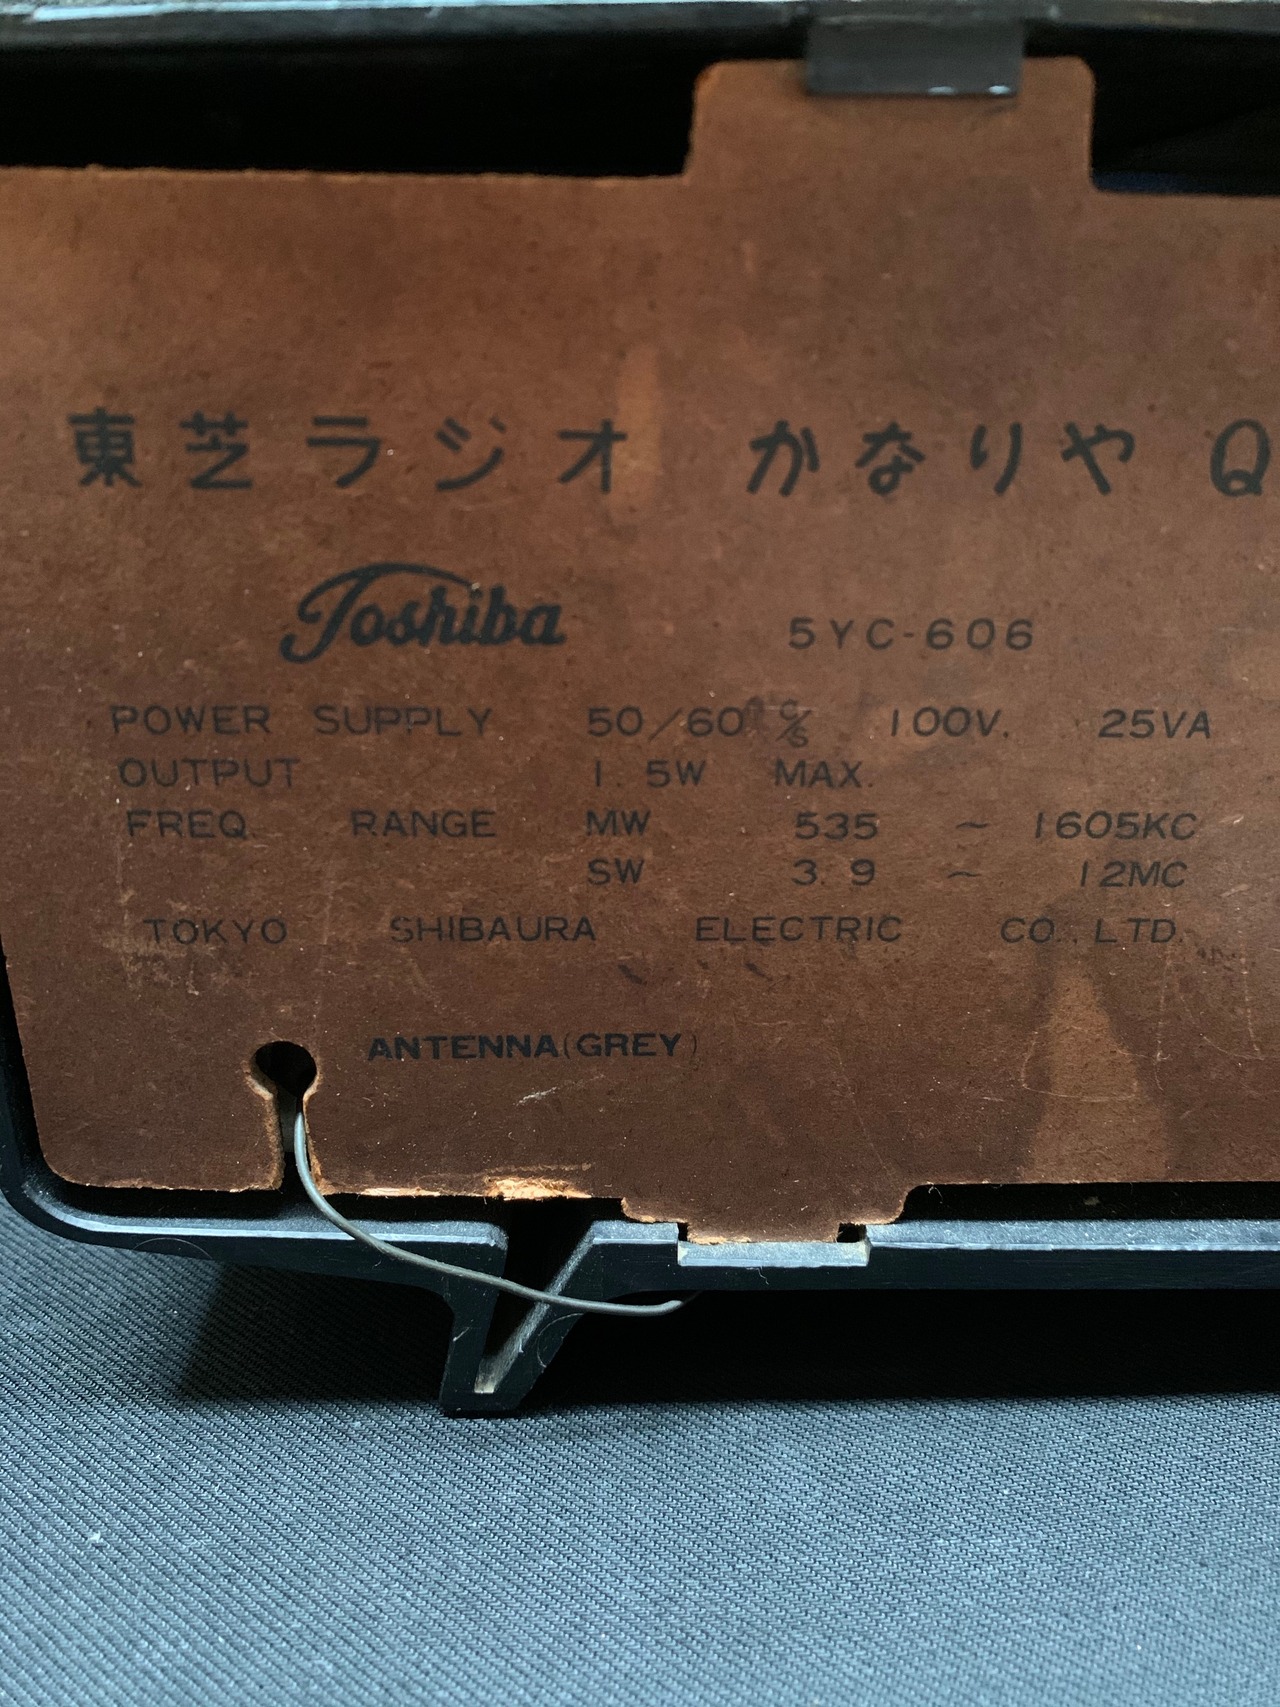 東芝ラジオ かなりや Q
Toshiba 5YC-606
POWER SUPPLY 50/60 C/S 100V. 25VA
OUTPUT 1.5W MAX.
FREQ. RANGE MW 535 ~ 1605KC
SW 3.9 ~ 12MC
TOKYO SHIBAURA ELECTRIC CO., LTD.
ANTENNA(GREY)